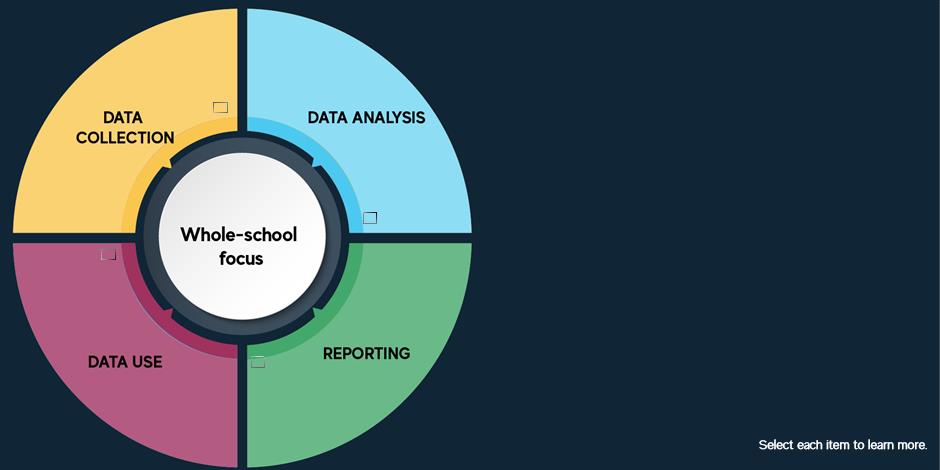 DATA
COLLECTION
DATA ANALYSIS
Whole-school
focus
DATA USE
REPORTING
Select each item to learn more.